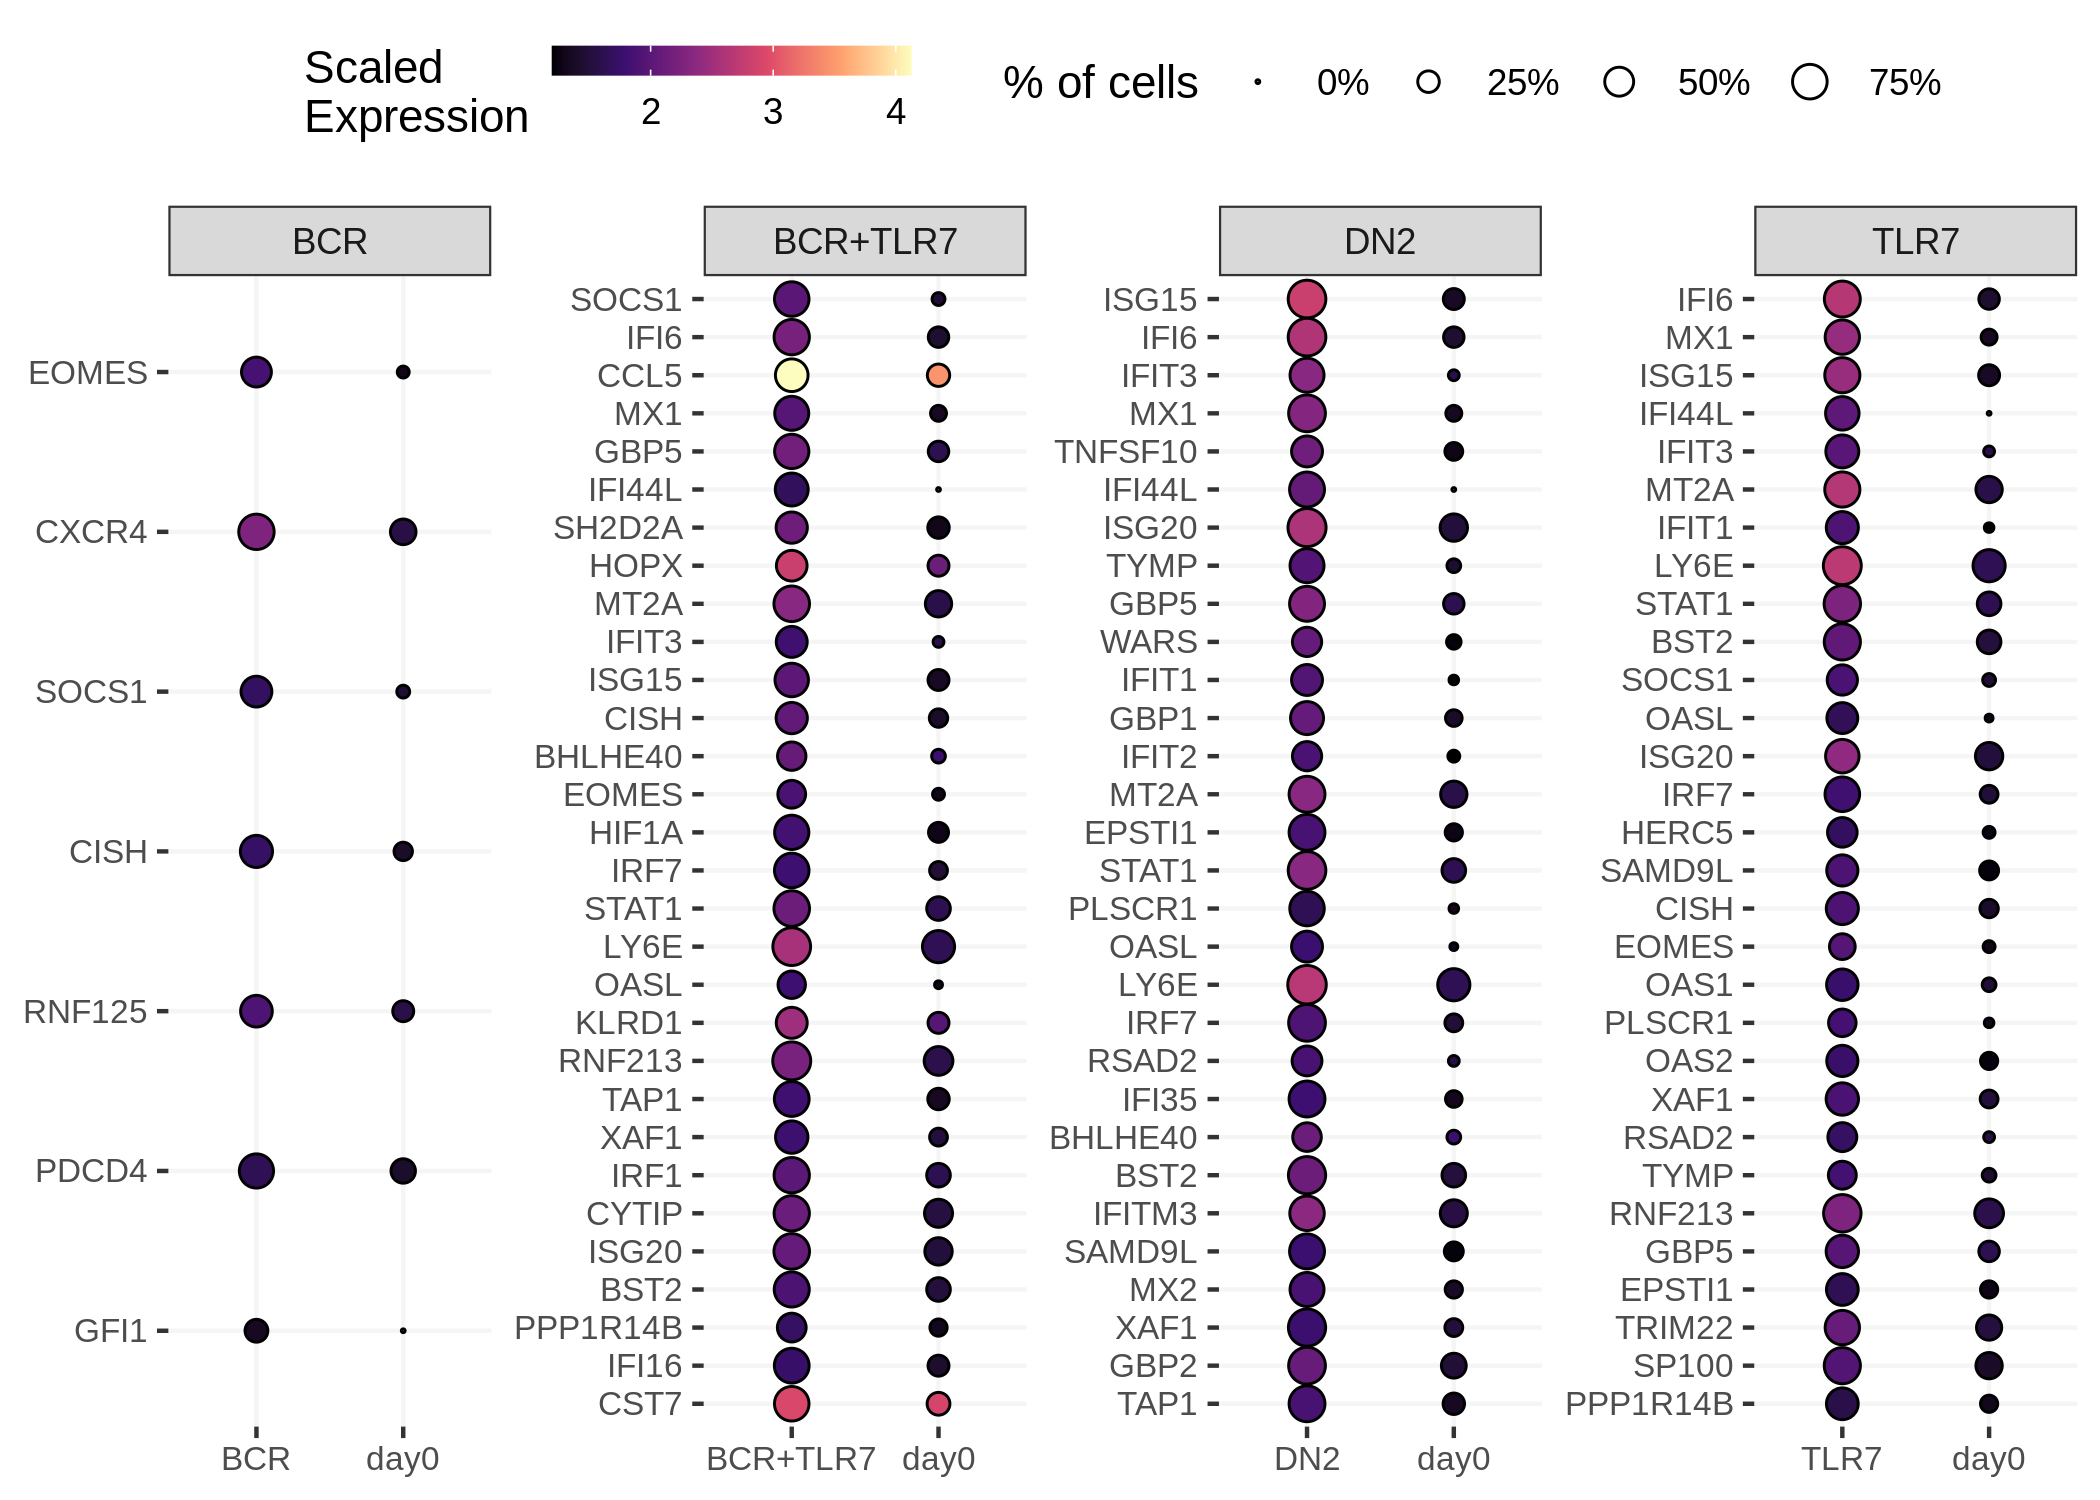 Scaled
Expression
2 3 4
% of cells 0% 25% 50% 75%
BCR
EOMES
CXCR4
SOCS1
CISH
RNF125
PDCD4
GFI1
BCR day0
BCR+TLR7
SOCS1
IFI6
CCL5
MX1
GBP5
IFI44L
SH2D2A
HOPX
MT2A
IFIT3
ISG15
CISH
BHLHE40
EOMES
HIF1A
IRF7
STAT1
LY6E
OASL
KLRD1
RNF213
TAP1
XAF1
IRF1
CYTIP
ISG20
BST2
PPP1R14B
IFI16
CST7
BCR+TLR7 day0
DN2
ISG15
IFI6
IFIT3
MX1
TNFSF10
IFI44L
ISG20
TYMP
GBP5
WARS
IFIT1
GBP1
IFIT2
MT2A
EPSTI1
STAT1
PLSCR1
OASL
LY6E
IRF7
RSAD2
IFI35
BHLHE40
BST2
IFITM3
SAMD9L
MX2
XAF1
GBP2
TAP1
DN2 day0
TLR7
IFI6
MX1
ISG15
IFI44L
IFIT3
MT2A
IFIT1
LY6E
STAT1
BST2
SOCS1
OASL
ISG20
IRF7
HERC5
SAMD9L
CISH
EOMES
OAS1
PLSCR1
OAS2
XAF1
RSAD2
TYMP
RNF213
GBP5
EPSTI1
TRIM22
SP100
PPP1R14B
TLR7 day0